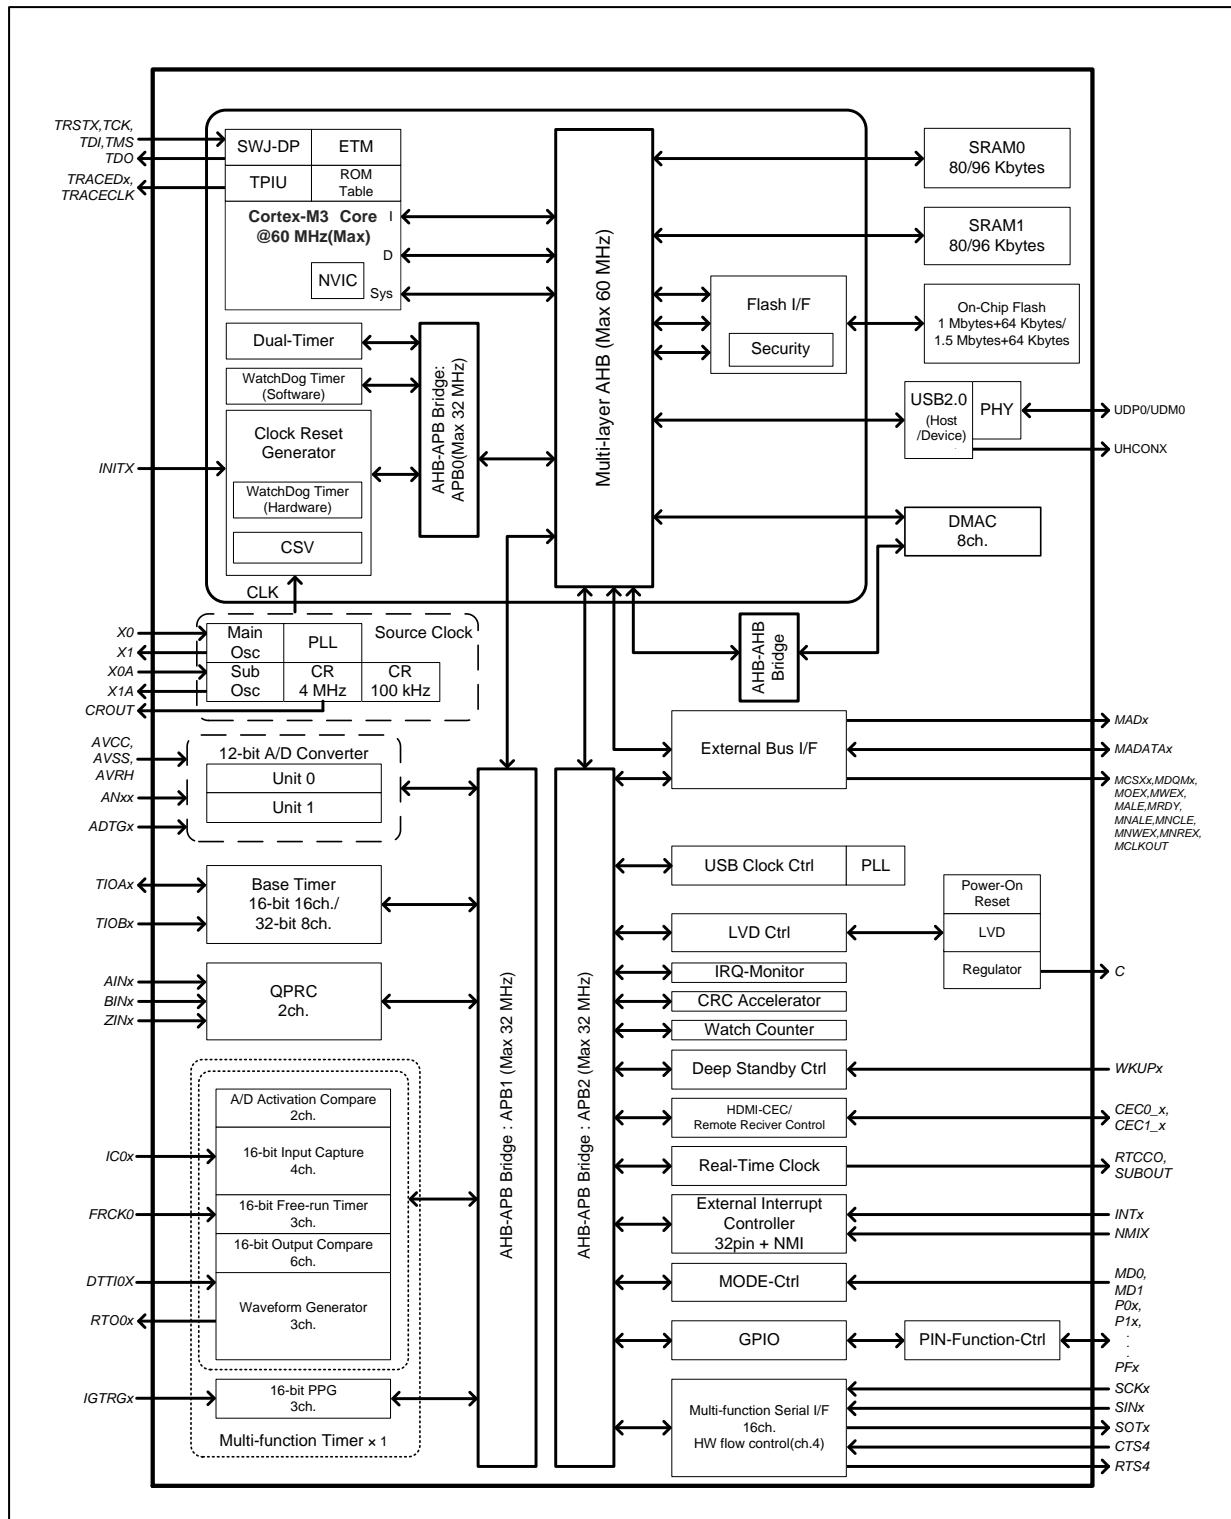 TRSTX,TCK,
TDI,TMS
TDO
TRACEDx,
TRACECLK
SWJ-DP
ETM
TPIU
ROM
Table
Cortex-M3 Core
@60 MHz(Max)
I
D
Sys
NVIC
Dual-Timer
WatchDog Timer
(Software)
Clock Reset
Generator
WatchDog Timer
(Hardware)
CSV
INITX
CLK
AHB-APB Bridge:
APB0(Max 32 MHz)
Multi-layer AHB (Max 60 MHz)
SRAM0
80/96 Kbytes
SRAM1
80/96 Kbytes
Flash I/F
Security
On-Chip Flash
1 Mbytes+64 Kbytes/
1.5 Mbytes+64 Kbytes
USB2.0
(Host
/Device)
PHY
UDP0/UDM0
UHCONX
DMAC
8ch.
AHB-AHB
Bridge
X0
X1
X0A
X1A
CROUT
Main
Osc
PLL
Source Clock
Sub
Osc
CR
4 MHz
CR
100 kHz
AVCC,
AVSS,
AVRH
ANxx
ADTGx
12-bit A/D Converter
Unit 0
Unit 1
TIOAx
TIOBx
Base Timer
16-bit 16ch./
32-bit 8ch.
AINx
BINx
ZINx
QPRC
2ch.
A/D Activation Compare
2ch.
IC0x
16-bit Input Capture
4ch.
FRCK0
16-bit Free-run Timer
3ch.
16-bit Output Compare
6ch.
DTTI0X
RTO0x
Waveform Generator
3ch.
IGTRGx
16-bit PPG
3ch.
Multi-function Timer × 1
AHB-APB Bridge : APB1 (Max 32 MHz)
AHB-APB Bridge : APB2 (Max 32 MHz)
External Bus I/F
MADx
MADATAx
MCSXx,MDQMx,
MOEX,MWEX,
MALE,MRDY,
MNALE,MNCLE,
MNWEX,MNREX,
MCLKOUT
USB Clock Ctrl
PLL
LVD Ctrl
Power-On
Reset
LVD
Regulator
C
IRQ-Monitor
CRC Accelerator
Watch Counter
Deep Standby Ctrl
WKUPx
HDMI-CEC/
Remote Reciver Control
CEC0_x,
CEC1_x
Real-Time Clock
RTCCO,
SUBOUT
External Interrupt
Controller
32pin + NMI
INTx
NMIX
MODE-Ctrl
MD0,
MD1
GPIO
PIN-Function-Ctrl
P0x,
P1x,
.
.
.
PFx
Multi-function Serial I/F
16ch.
HW flow control(ch.4)
SCKx
SINx
SOTx
CTS4
RTS4